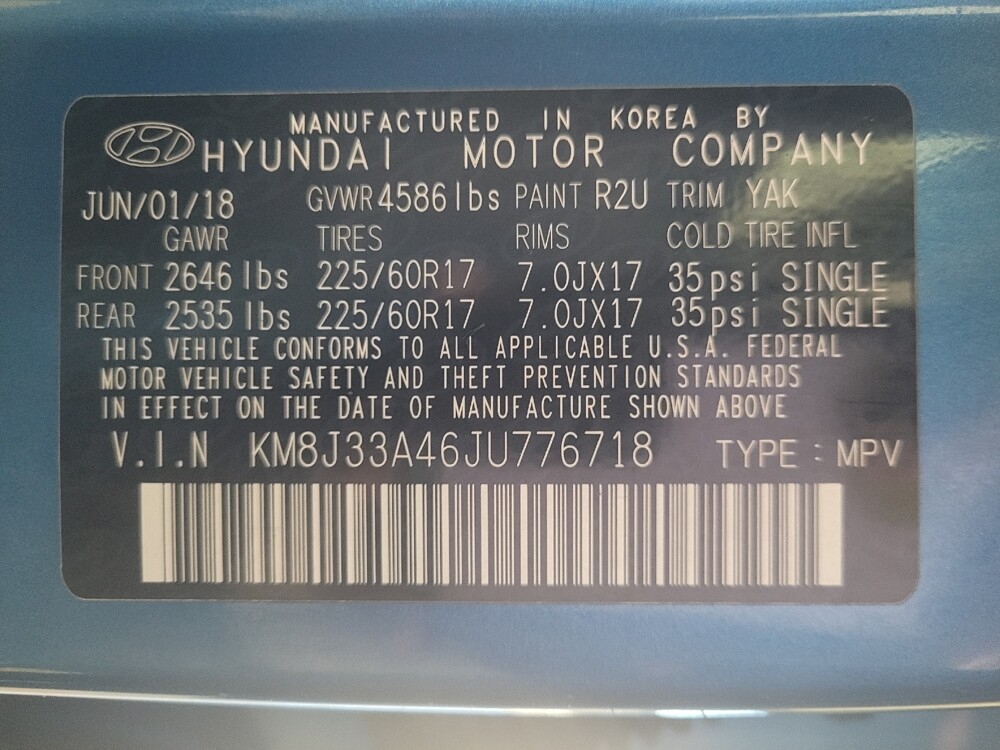 MANUFACTURED IN KOREA BY
HYUNDAI MOTOR COMPANY
JUN/01/18 GVWR 4586 lbs PAINT R2U TRIM YAK
GAWR TIRES RIMS COLD TIRE INFL
FRONT 2646 lbs 225/60R17 7.0JX17 35psi SINGLE
REAR 2535 lbs 225/60R17 7.0JX17 35psi SINGLE
THIS VEHICLE CONFORMS TO ALL APPLICABLE U.S.A. FEDERAL
MOTOR VEHICLE SAFETY AND THEFT PREVENTION STANDARDS
IN EFFECT ON THE DATE OF MANUFACTURE SHOWN ABOVE
V.I.N KM8J33A46JU776718 TYPE : MPV